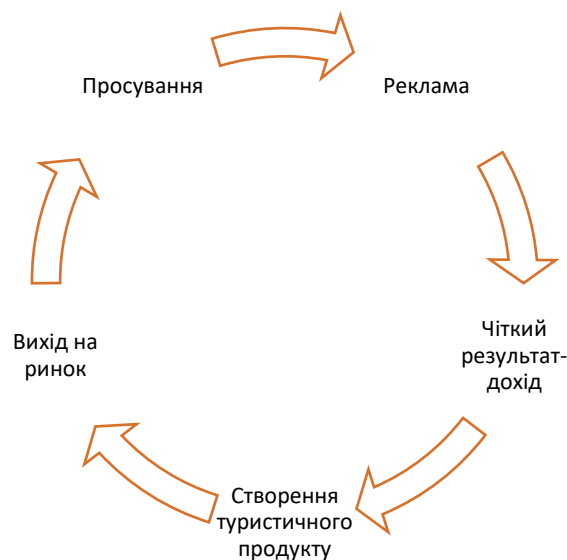 Просування
Реклама
Чіткий
результат-
дохід
Створення
туристичного
продукту
Вихід на
ринок